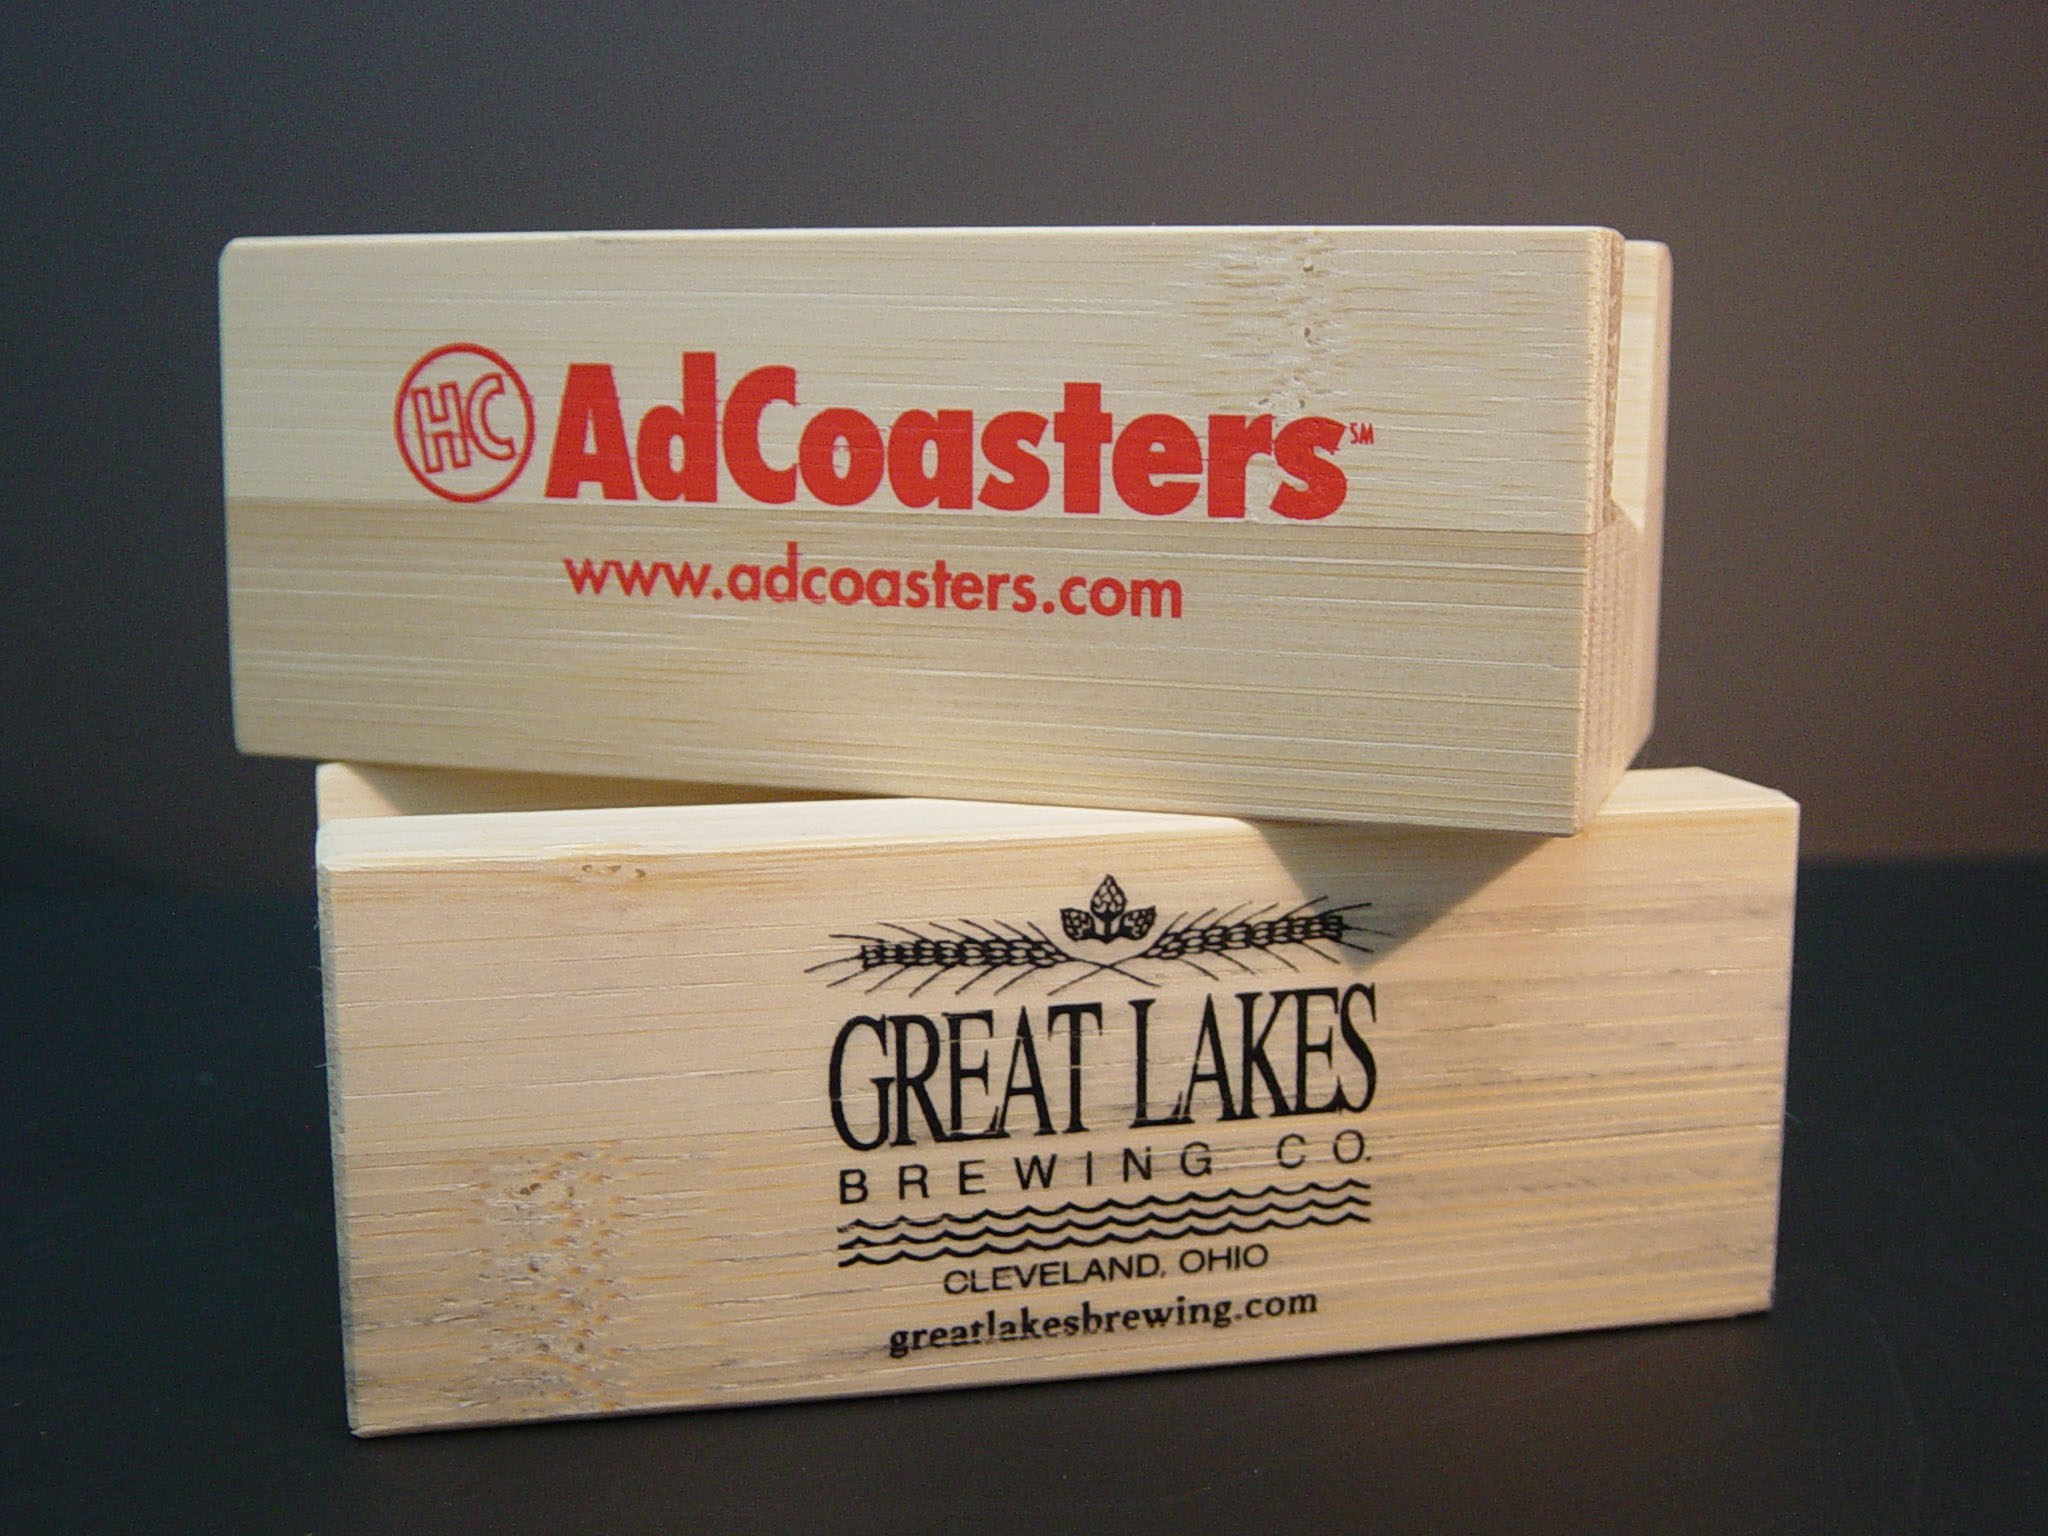 HC AdCoasters SM
www.adcoasters.com
GREAT LAKES
BREWING CO.
CLEVELAND, OHIO
greatlakesbrewing.com